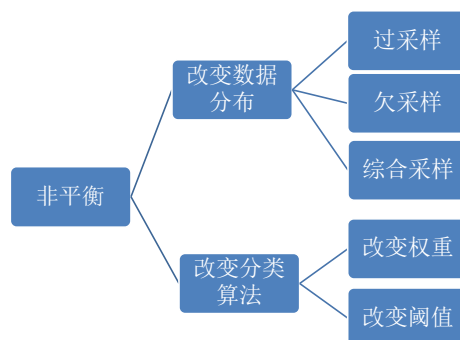 非平衡
改变数据
分布
过采样
欠采样
综合采样
改变分类
算法
改变权重
改变阈值